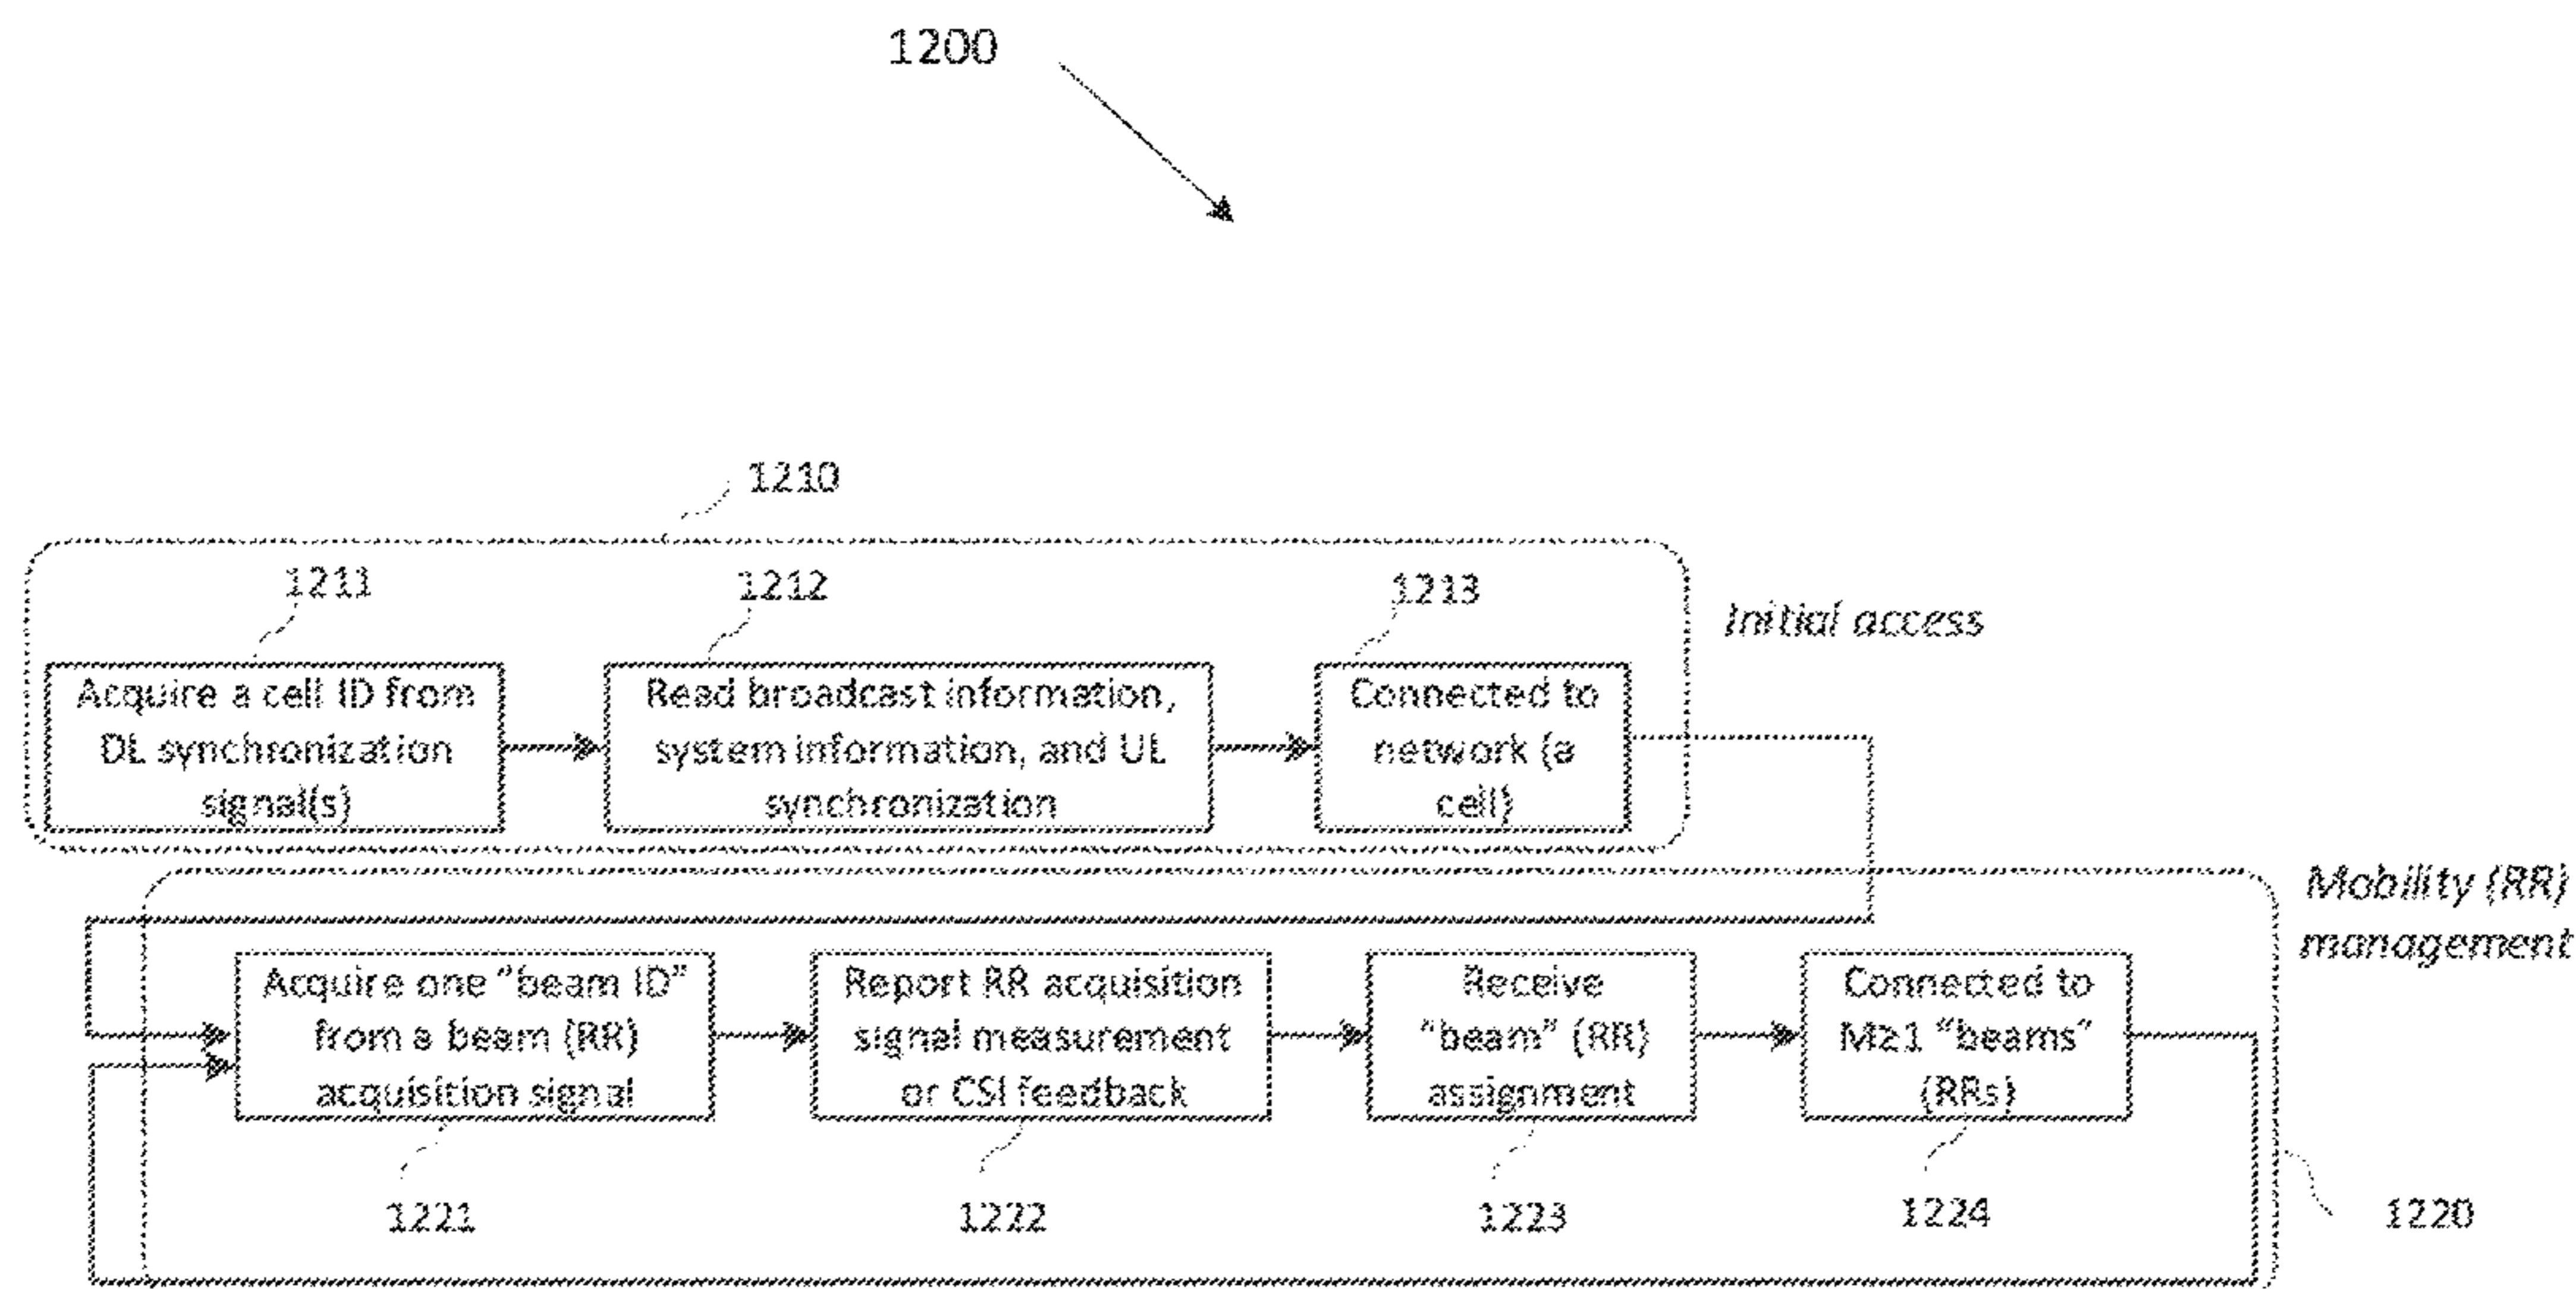 1200
1210
1211
1212
1213
Initial access
Acquire a cell ID from
DL synchronization
signal(s)
Read broadcast information,
system information, and UL
synchronization
Connected to
network (a
cell)
Mobility (RR)
management
Acquire one "beam ID"
from a beam (RR)
acquisition signal
Report RR acquisition
signal measurement
or CSI feedback
Receive
"beam" (RR)
assignment
Connected to
M≥1 "beams"
(RRs)
1221
1222
1223
1224
1220